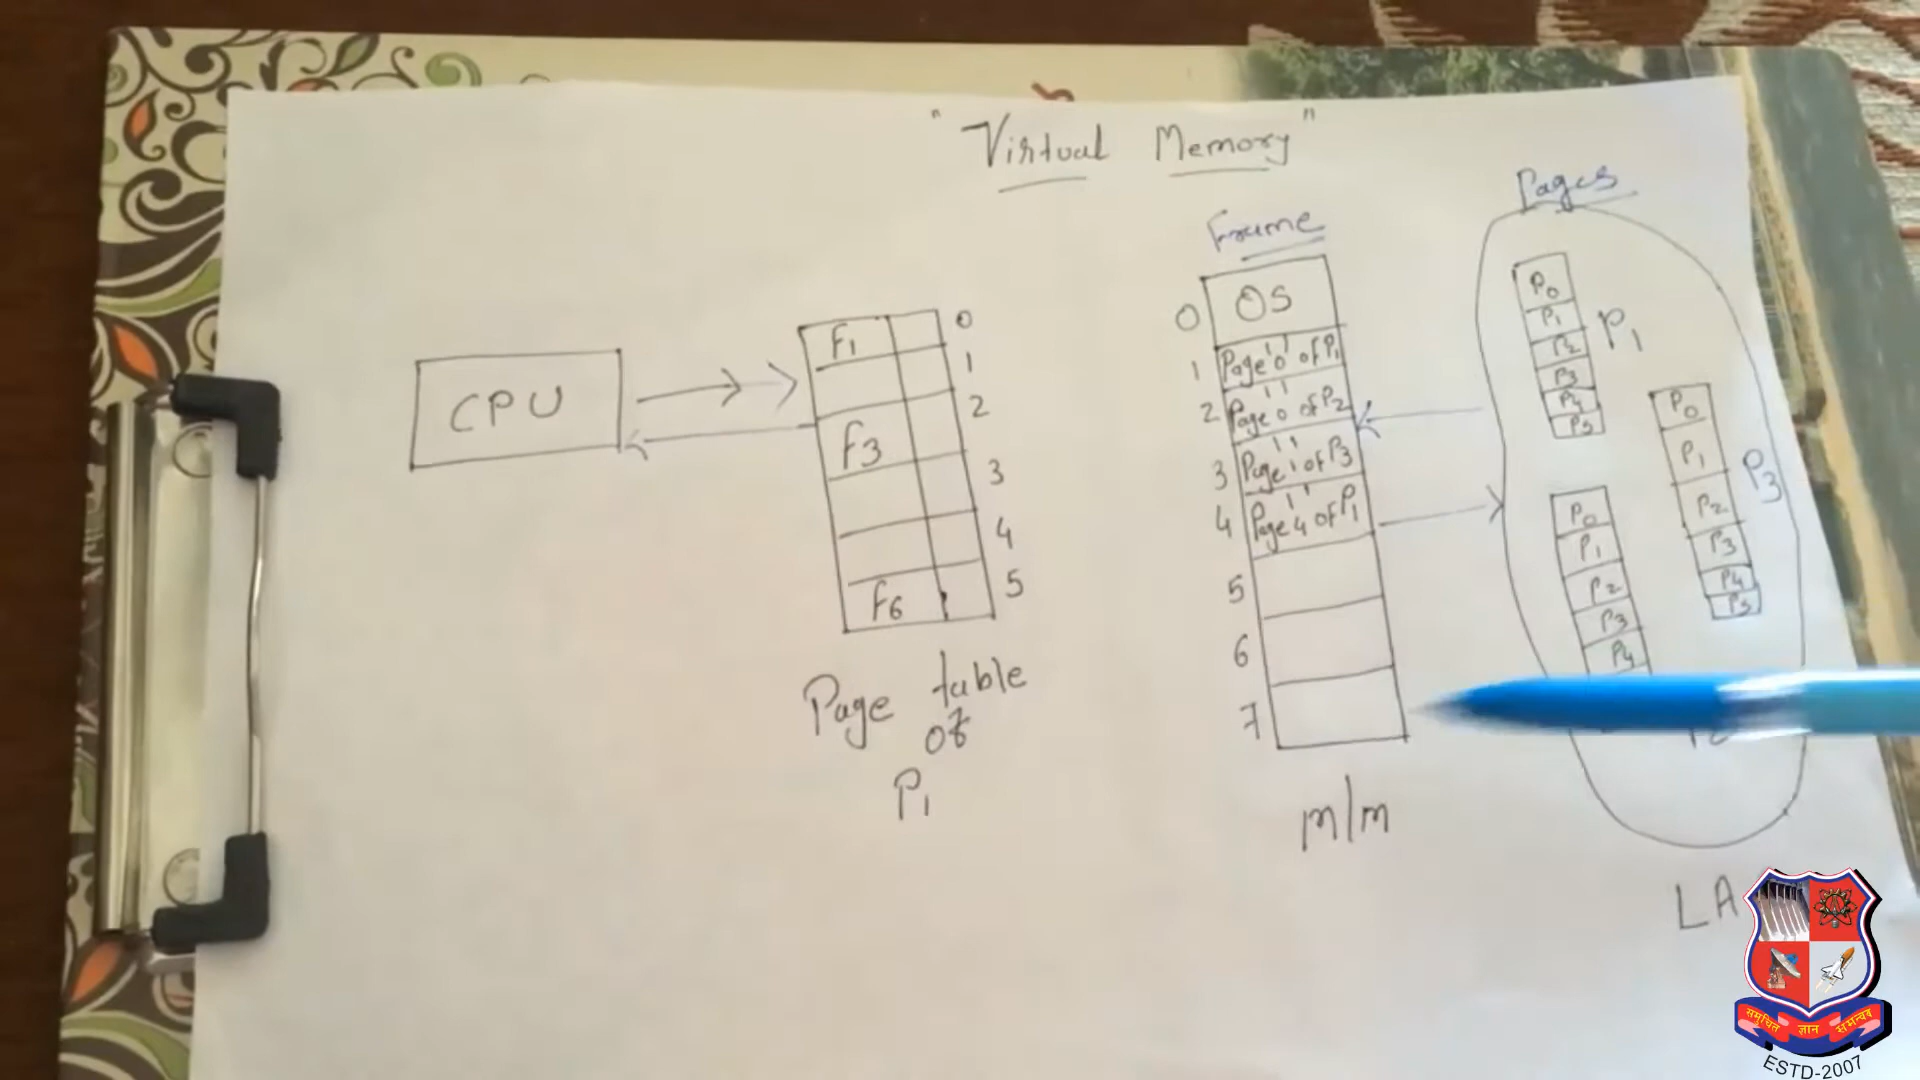 "Virtual Memory"
Pages
Frame
CPU
F1
F3
F6
0
1
2
3
4
5
Page table
of
P1
0 OS
1 Page '0' of P1
2 Page '0' of P2
3 Page '1' of P3
4 Page '4' of P1
5
6
7
m/m
P0
P1
P2
P3
P4
P5
P1
P0
P1
P2
P3
P4
P5
P3
P0
P1
P2
P3
P4
LA
समुचित ज्ञान समन्वय
ESTD-2007